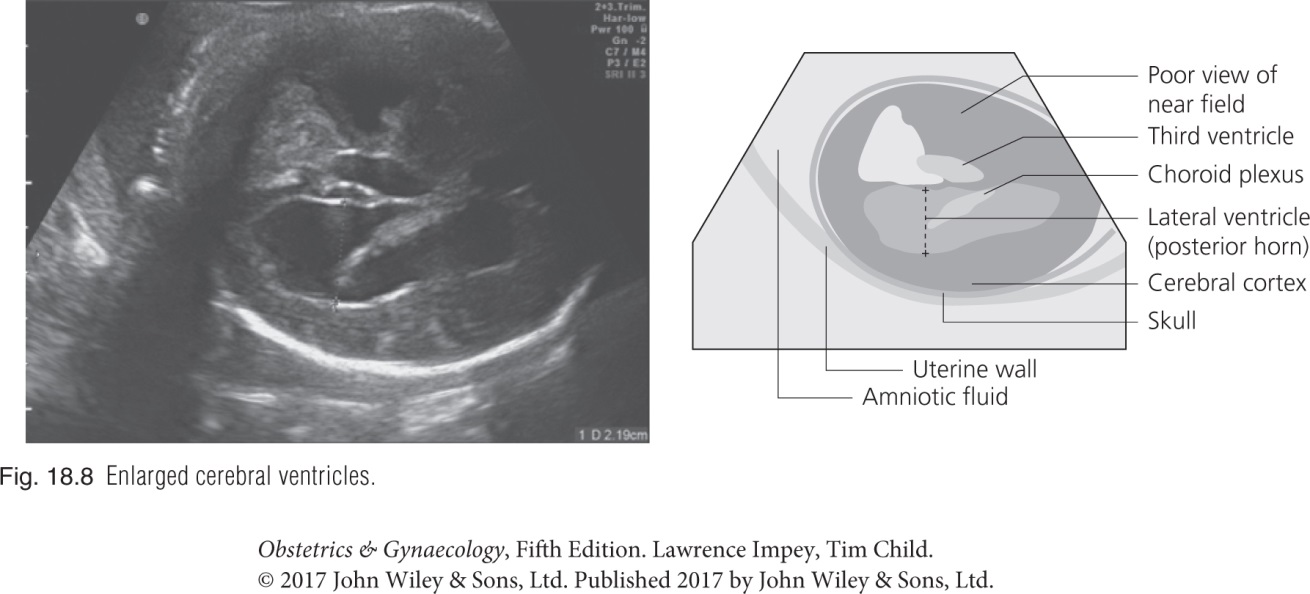 2+3.Trim.
Har-low
Pwr 100 ü
Gn -2
C7 / M4
P3 / E2
SRI II 3
1 D 2.19cm
Poor view of
near field
Third ventricle
Choroid plexus
Lateral ventricle
(posterior horn)
Cerebral cortex
Skull
Uterine wall
Amniotic fluid
Fig. 18.8 Enlarged cerebral ventricles.
Obstetrics & Gynaecology, Fifth Edition. Lawrence Impey, Tim Child.
© 2017 John Wiley & Sons, Ltd. Published 2017 by John Wiley & Sons, Ltd.